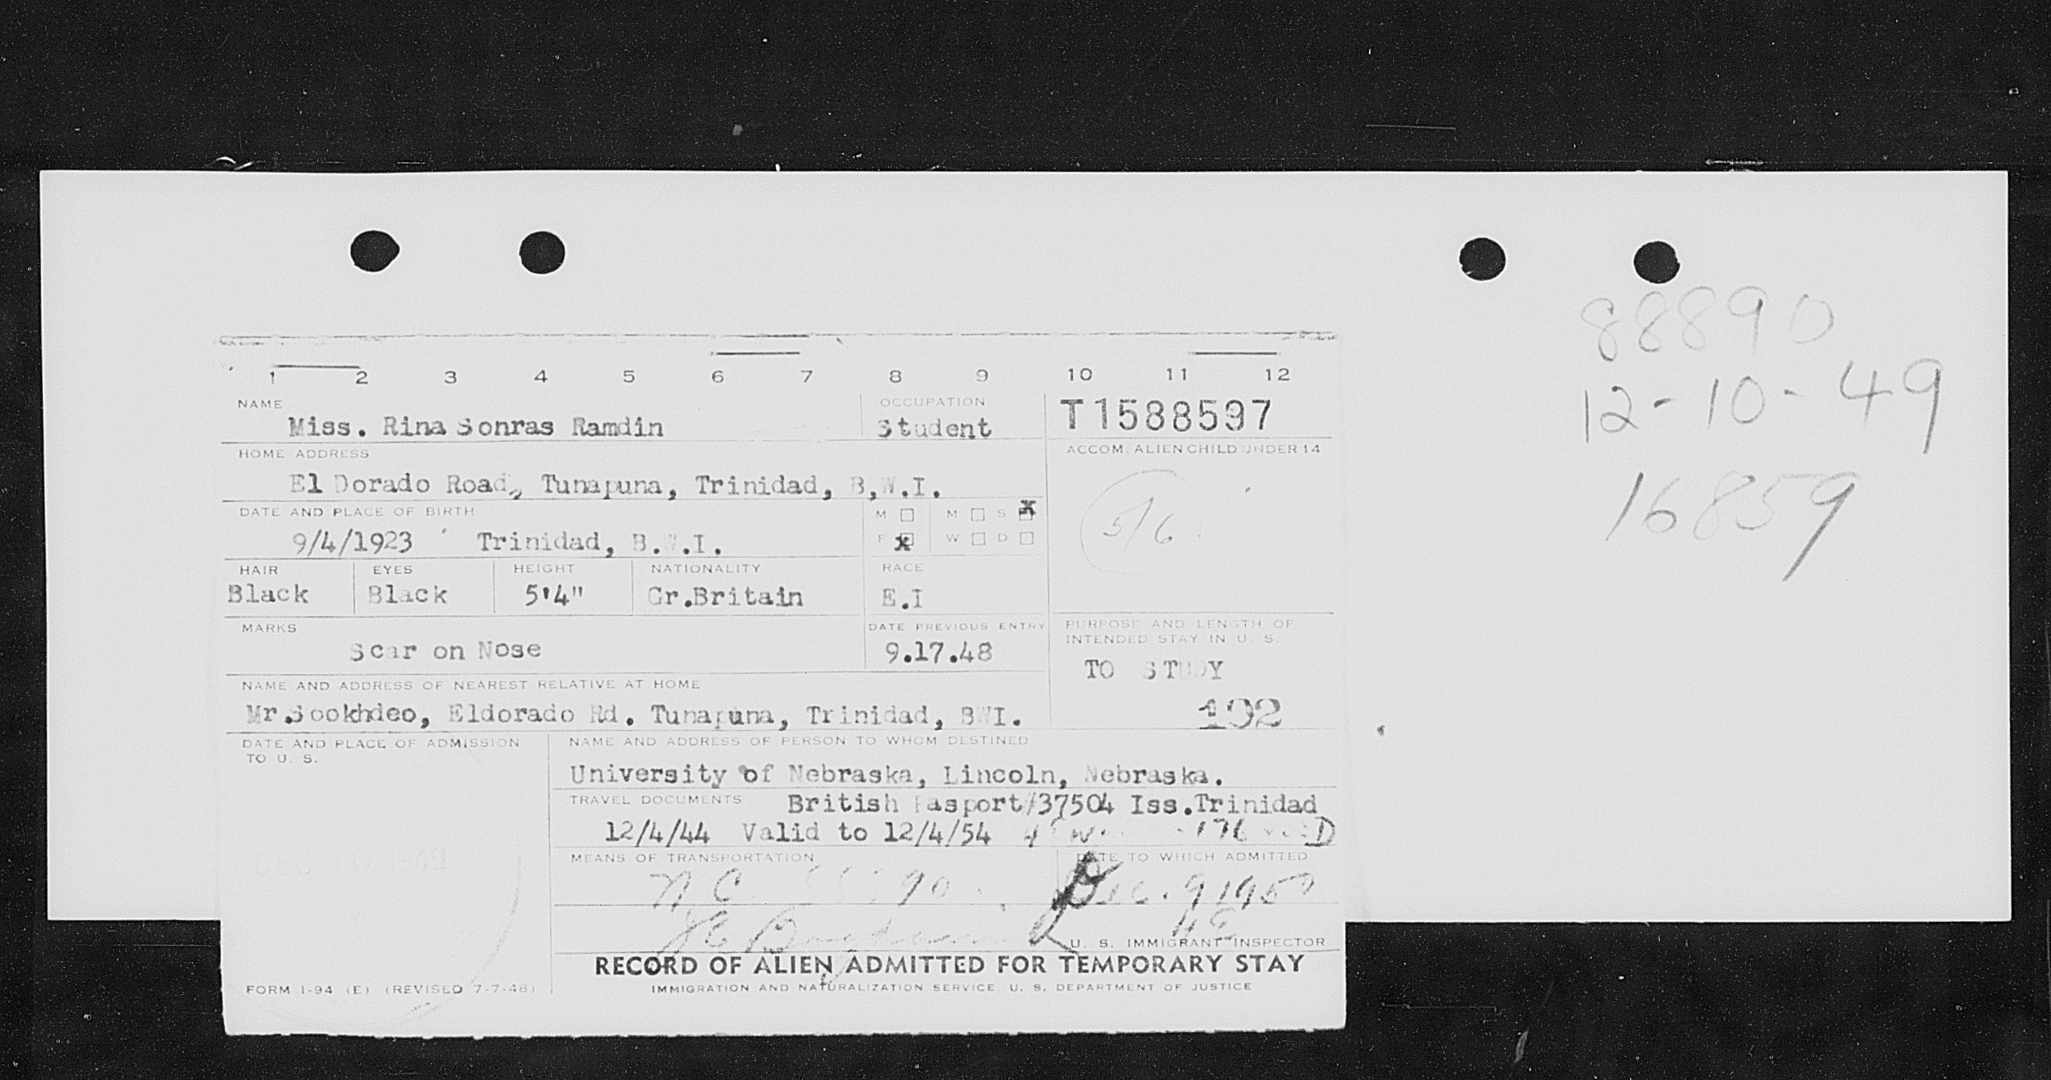 88890
12-10-49
16859
1 2 3 4 5 6 7 8 9 10 11 12
NAME OCCUPATION
Miss. Rina Sonras Ramdin Student T1588597
HOME ADDRESS ACCOM. ALIEN CHILD UNDER 14
El Dorado Road, Tunapuna, Trinidad, B,W.I.
DATE AND PLACE OF BIRTH M M S x
9/4/1923 Trinidad, B.W.I. F x W D 5/6
HAIR EYES HEIGHT NATIONALITY RACE
Black Black 5'4" Gr.Britain E.I
MARKS DATE PREVIOUS ENTRY PURPOSE AND LENGTH OF
INTENDED STAY IN U. S.
Scar on Nose 9.17.48 TO STUDY
NAME AND ADDRESS OF NEAREST RELATIVE AT HOME
Mr.Sookhdeo, Eldorado Rd. Tunapuna, Trinidad, BWI. 192
DATE AND PLACE OF ADMISSION NAME AND ADDRESS OF PERSON TO WHOM DESTINED
TO U. S.
University of Nebraska, Lincoln, Nebraska.
TRAVEL DOCUMENTS British Pasport#37504 Iss.Trinidad
12/4/44 Valid to 12/4/54
MEANS OF TRANSPORTATION DATE TO WHICH ADMITTED
N C 90 Dec. 9 1950
U. S. IMMIGRANT INSPECTOR
RECORD OF ALIEN ADMITTED FOR TEMPORARY STAY
FORM I-94 (E) (REVISED 7-7-48) IMMIGRATION AND NATURALIZATION SERVICE U. S. DEPARTMENT OF JUSTICE